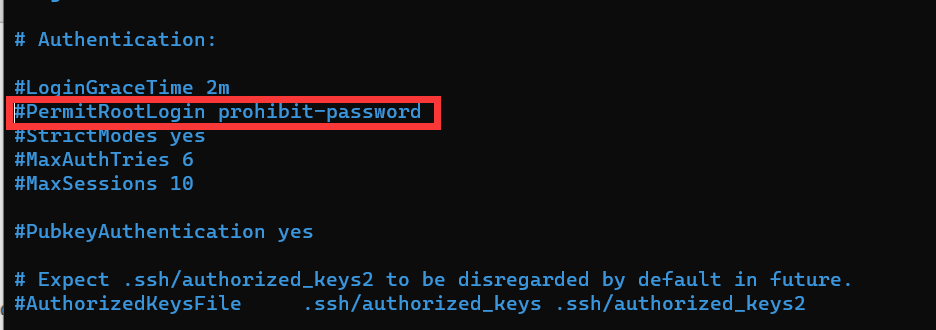 # Authentication:
#LoginGraceTime 2m
#PermitRootLogin prohibit-password
#StrictModes yes
#MaxAuthTries 6
#MaxSessions 10
#PubkeyAuthentication yes
# Expect .ssh/authorized_keys2 to be disregarded by default in future.
#AuthorizedKeysFile     .ssh/authorized_keys .ssh/authorized_keys2